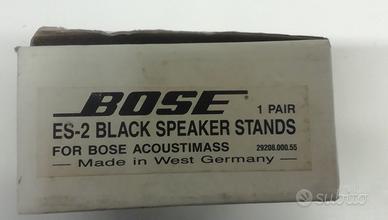 BOSE 1 PAIR
ES-2 BLACK SPEAKER STANDS
FOR BOSE ACOUSTIMASS 29208.000.55
Made in West Germany
subito